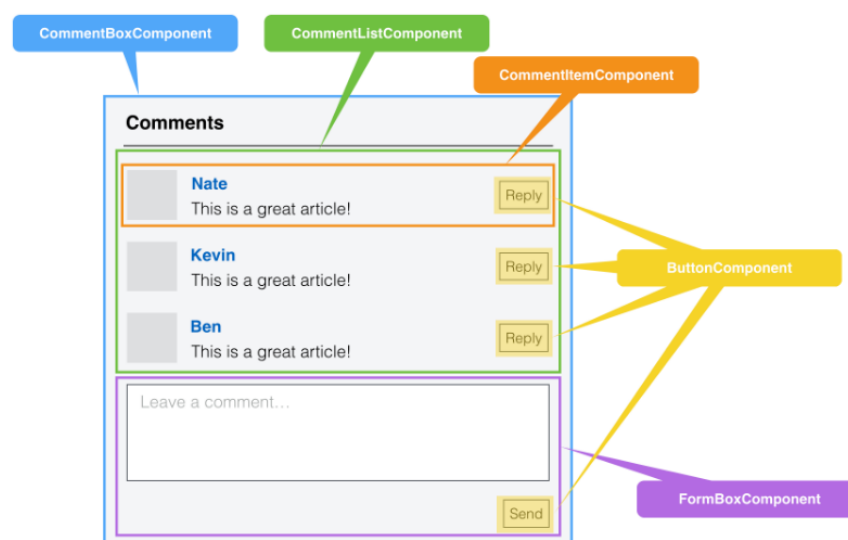 CommentBoxComponent
CommentListComponent
CommentItemComponent
Comments
Nate
This is a great article!
Reply
Kevin
This is a great article!
Reply
ButtonComponent
Ben
This is a great article!
Reply
Leave a comment...
FormBoxComponent
Send